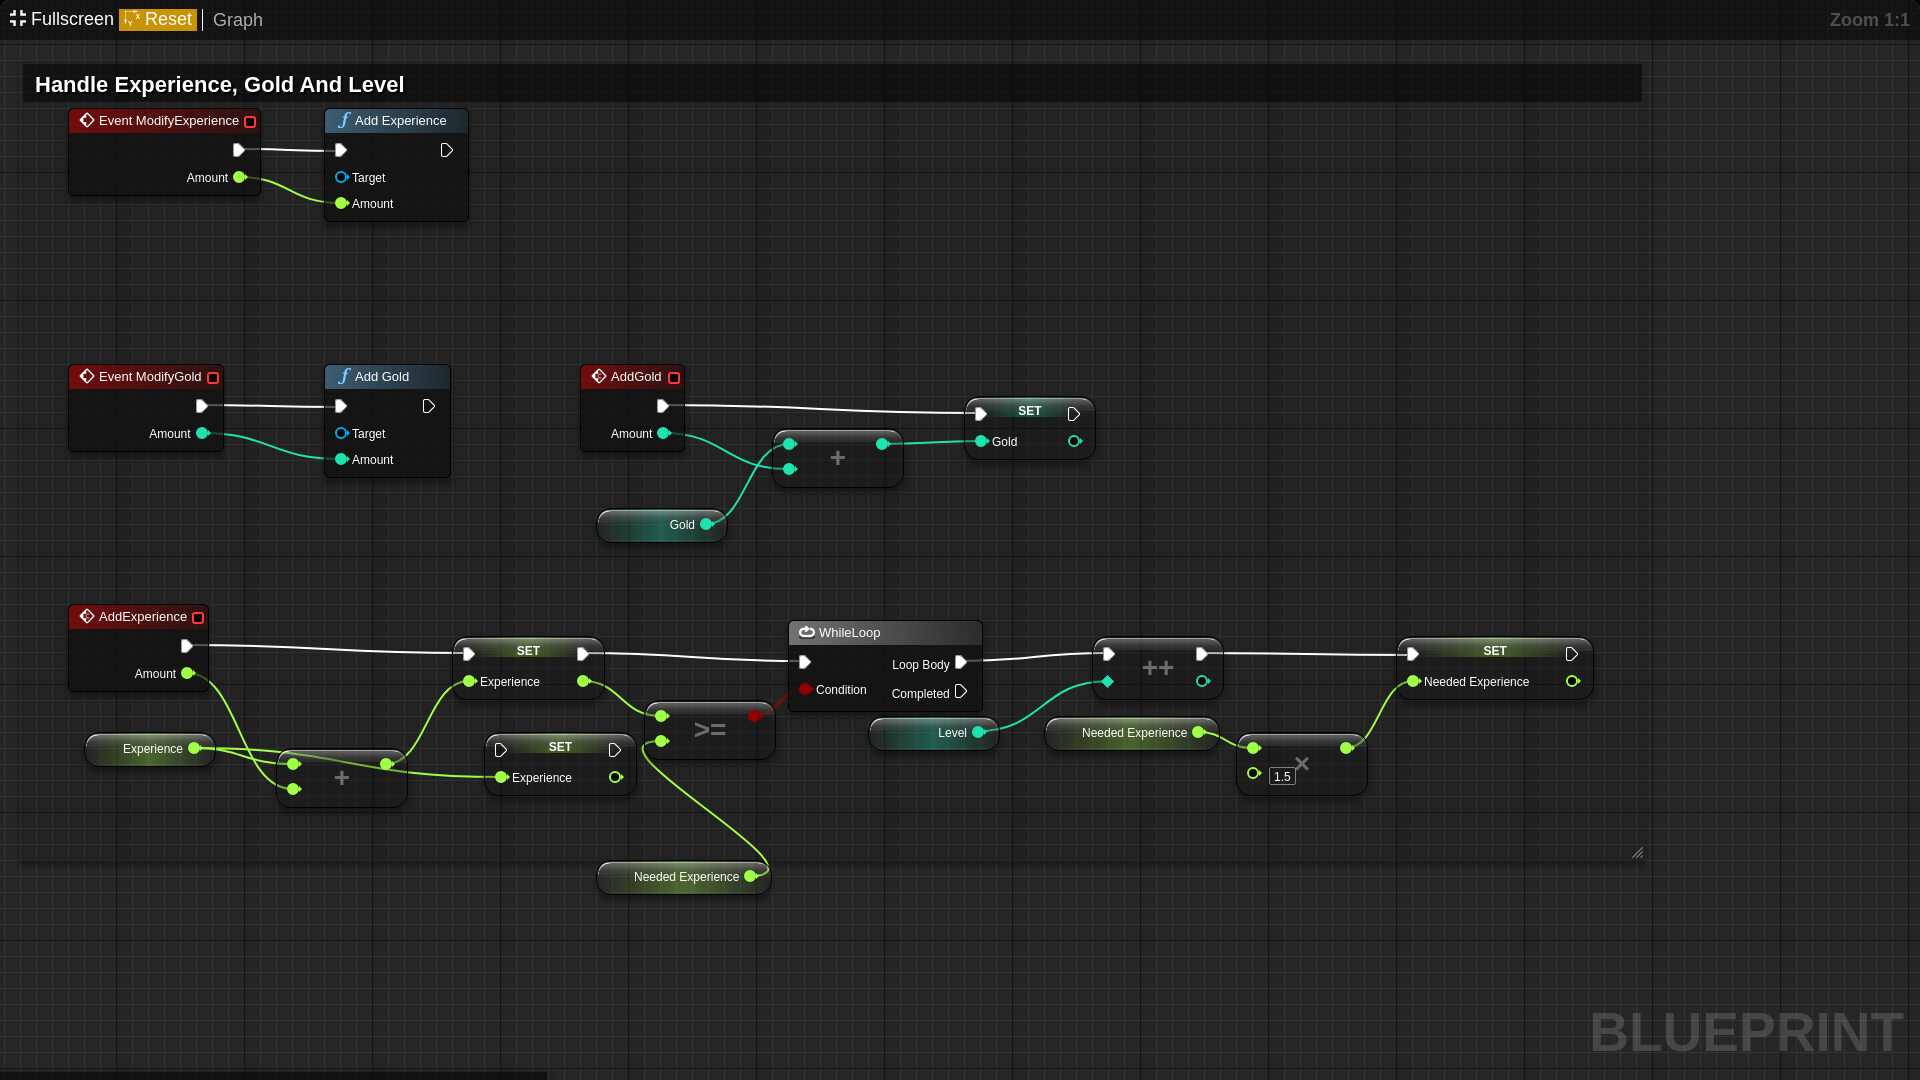 Fullscreen Reset Graph
Zoom 1:1
Handle Experience, Gold And Level
Event ModifyExperience
Amount
Add Experience
Target
Amount
Event ModifyGold
Amount
Add Gold
Target
Amount
AddGold
Amount
+
SET
Gold
Gold
AddExperience
Amount
Experience
+
SET
Experience
SET
Experience
>=
Needed Experience
WhileLoop
Loop Body
Condition
Completed
Level
++
Needed Experience
×
1.5
SET
Needed Experience
BLUEPRINT